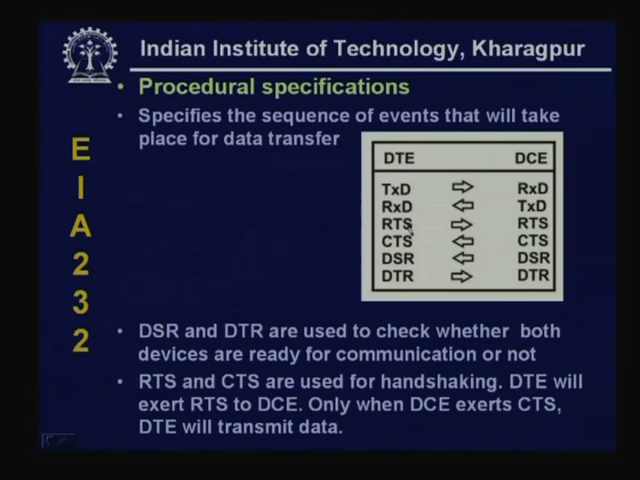 Indian Institute of Technology, Kharagpur
• Procedural specifications
• Specifies the sequence of events that will take
place for data transfer
E
I
A
2
3
2
DTE DCE
TxD RxD
RxD TxD
RTS RTS
CTS CTS
DSR DSR
DTR DTR
• DSR and DTR are used to check whether both
devices are ready for communication or not
• RTS and CTS are used for handshaking. DTE will
exert RTS to DCE. Only when DCE exerts CTS,
DTE will transmit data.